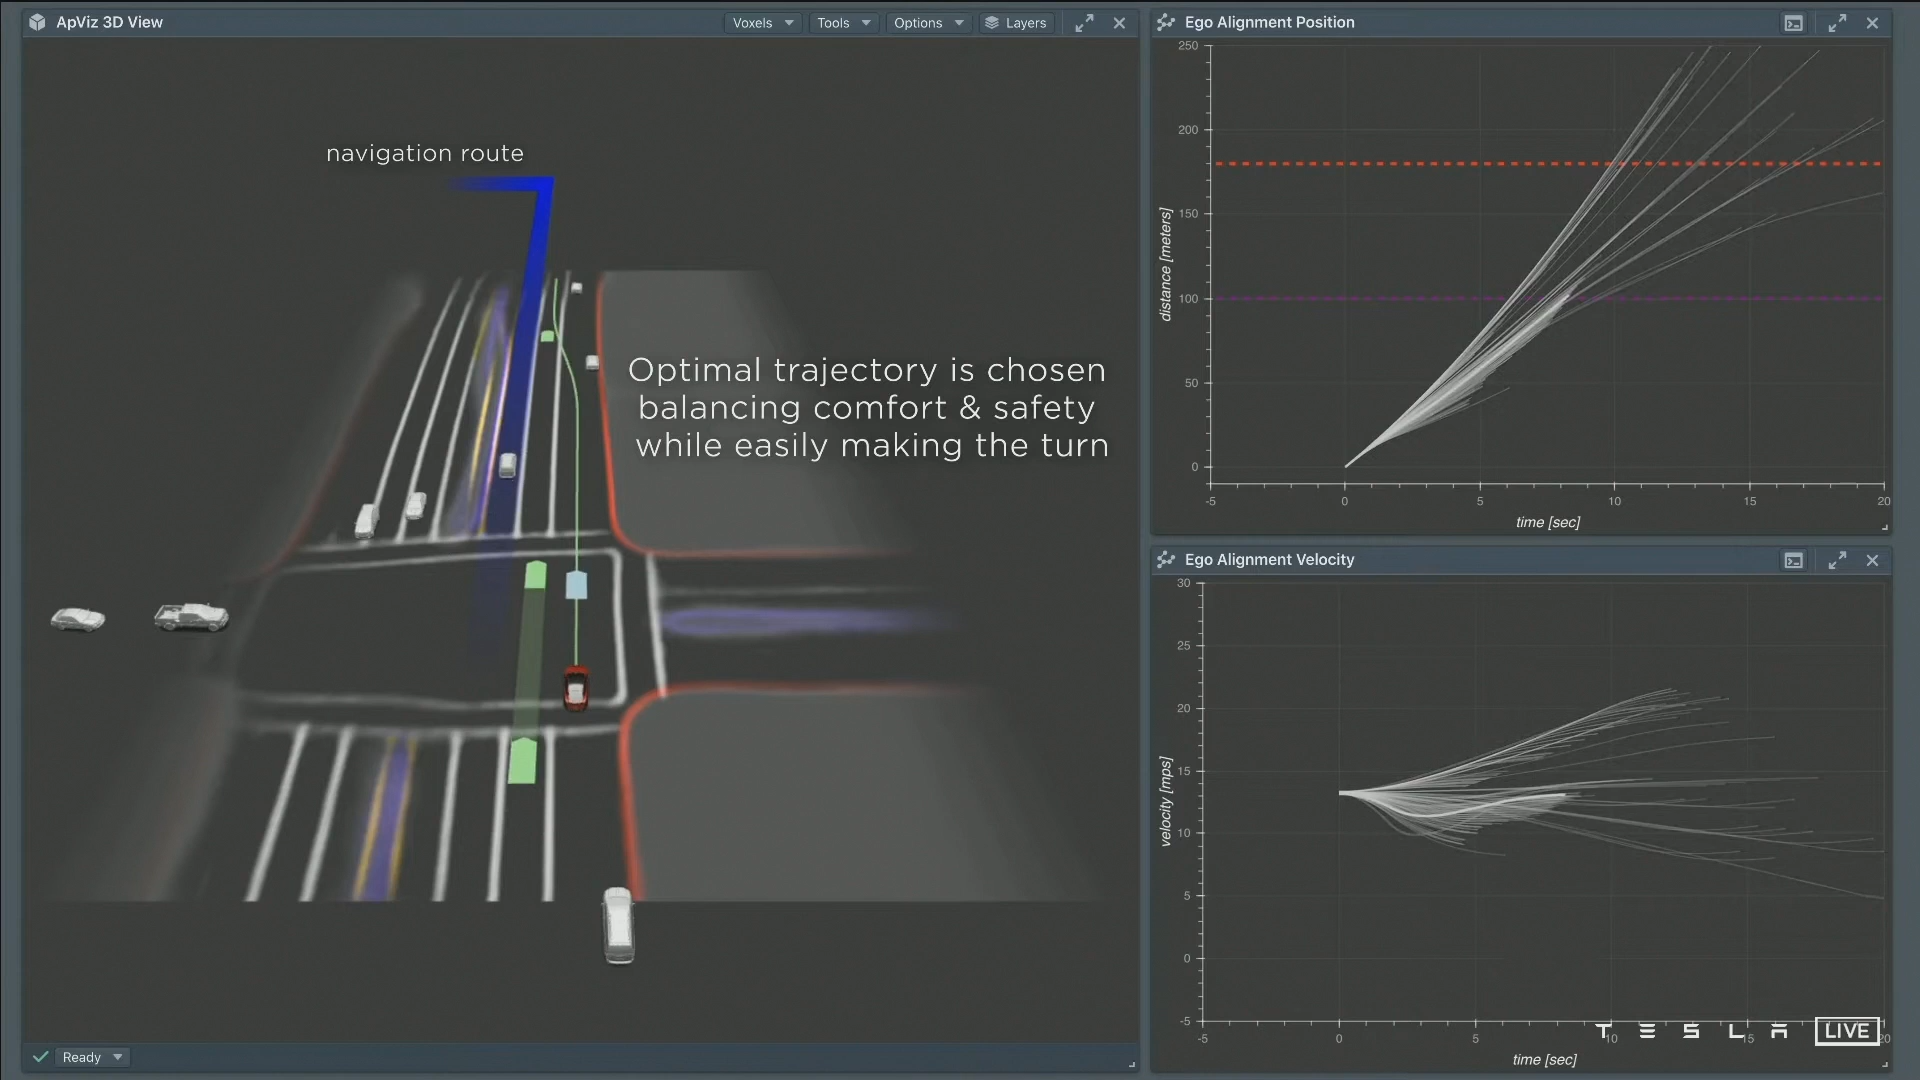 ApViz 3D View
Voxels
Tools
Options
Layers
navigation route
Optimal trajectory is chosen
balancing comfort & safety
while easily making the turn
Ready
Ego Alignment Position
250
200
150
100
50
0
distance [meters]
-5
0
5
10
15
20
time [sec]
Ego Alignment Velocity
30
25
20
15
10
5
0
-5
velocity [mps]
-5
0
5
10
15
20
time [sec]
TESLA LIVE